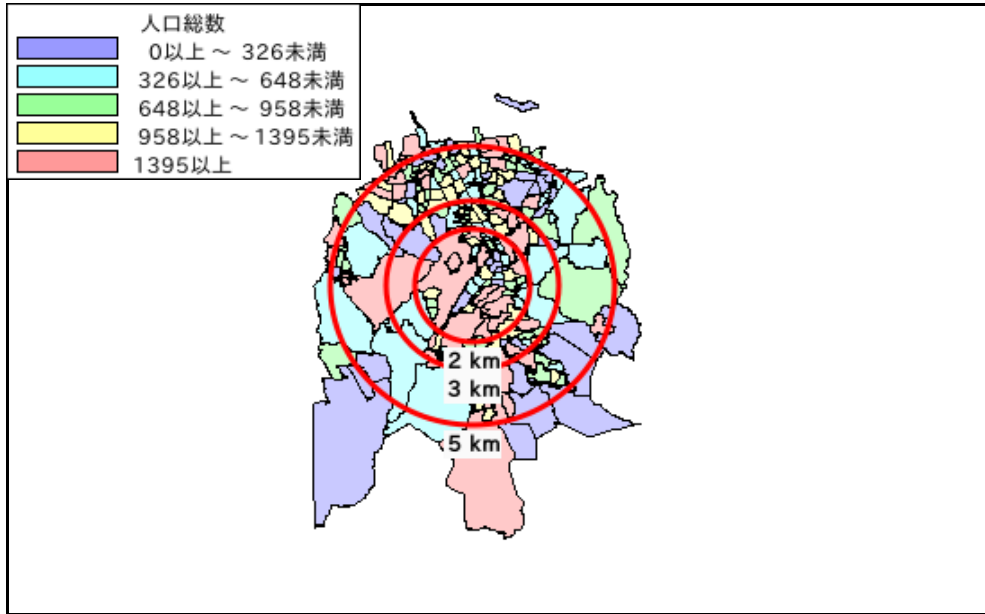 人口総数
0以上 ～ 326未満
326以上 ～ 648未満
648以上 ～ 958未満
958以上 ～ 1395未満
1395以上
2 km
3 km
5 km